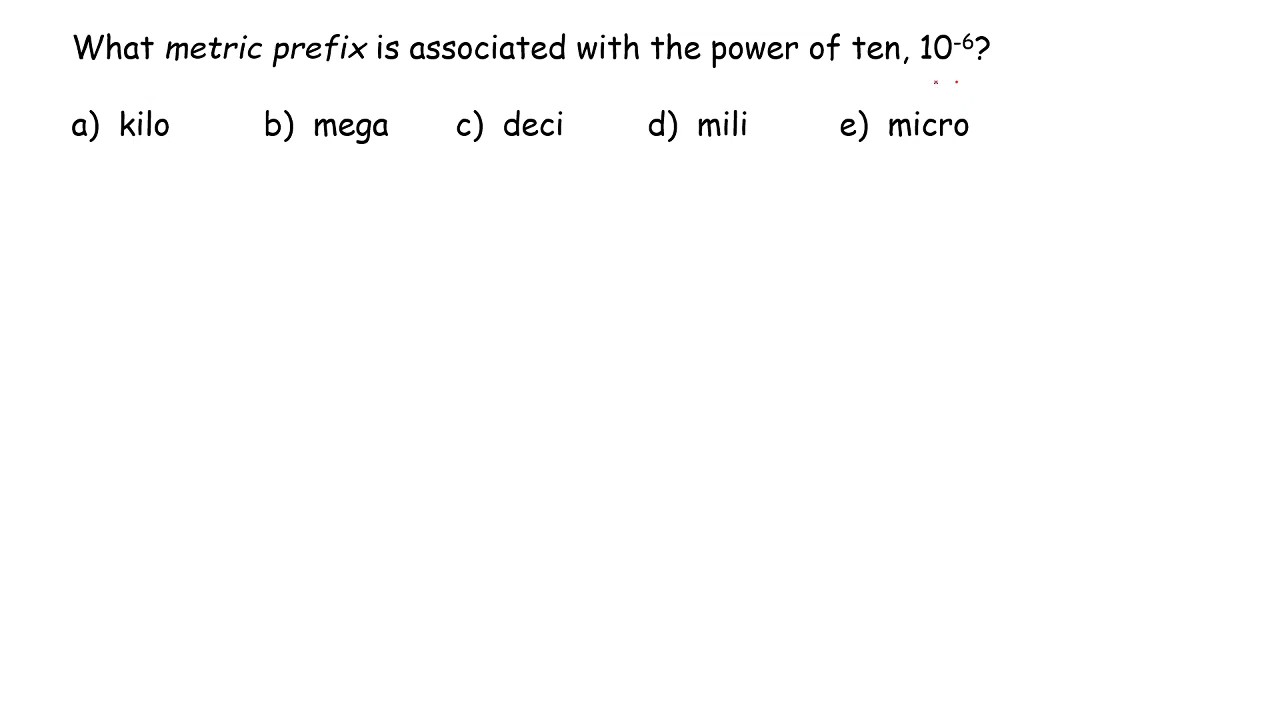 What metric prefix is associated with the power of ten, 10⁻⁶?
a) kilo b) mega c) deci d) mili e) micro